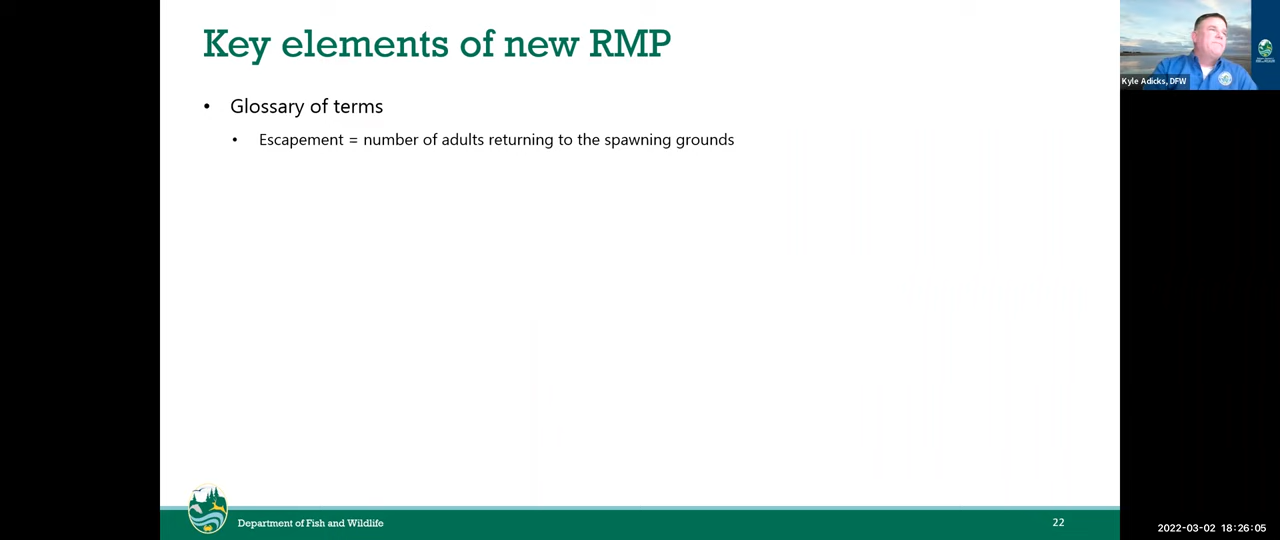 Key elements of new RMP
Kyle Adicks, DFW
• Glossary of terms
• Escapement = number of adults returning to the spawning grounds
Department of Fish and Wildlife
22
2022-03-02 18:26:05